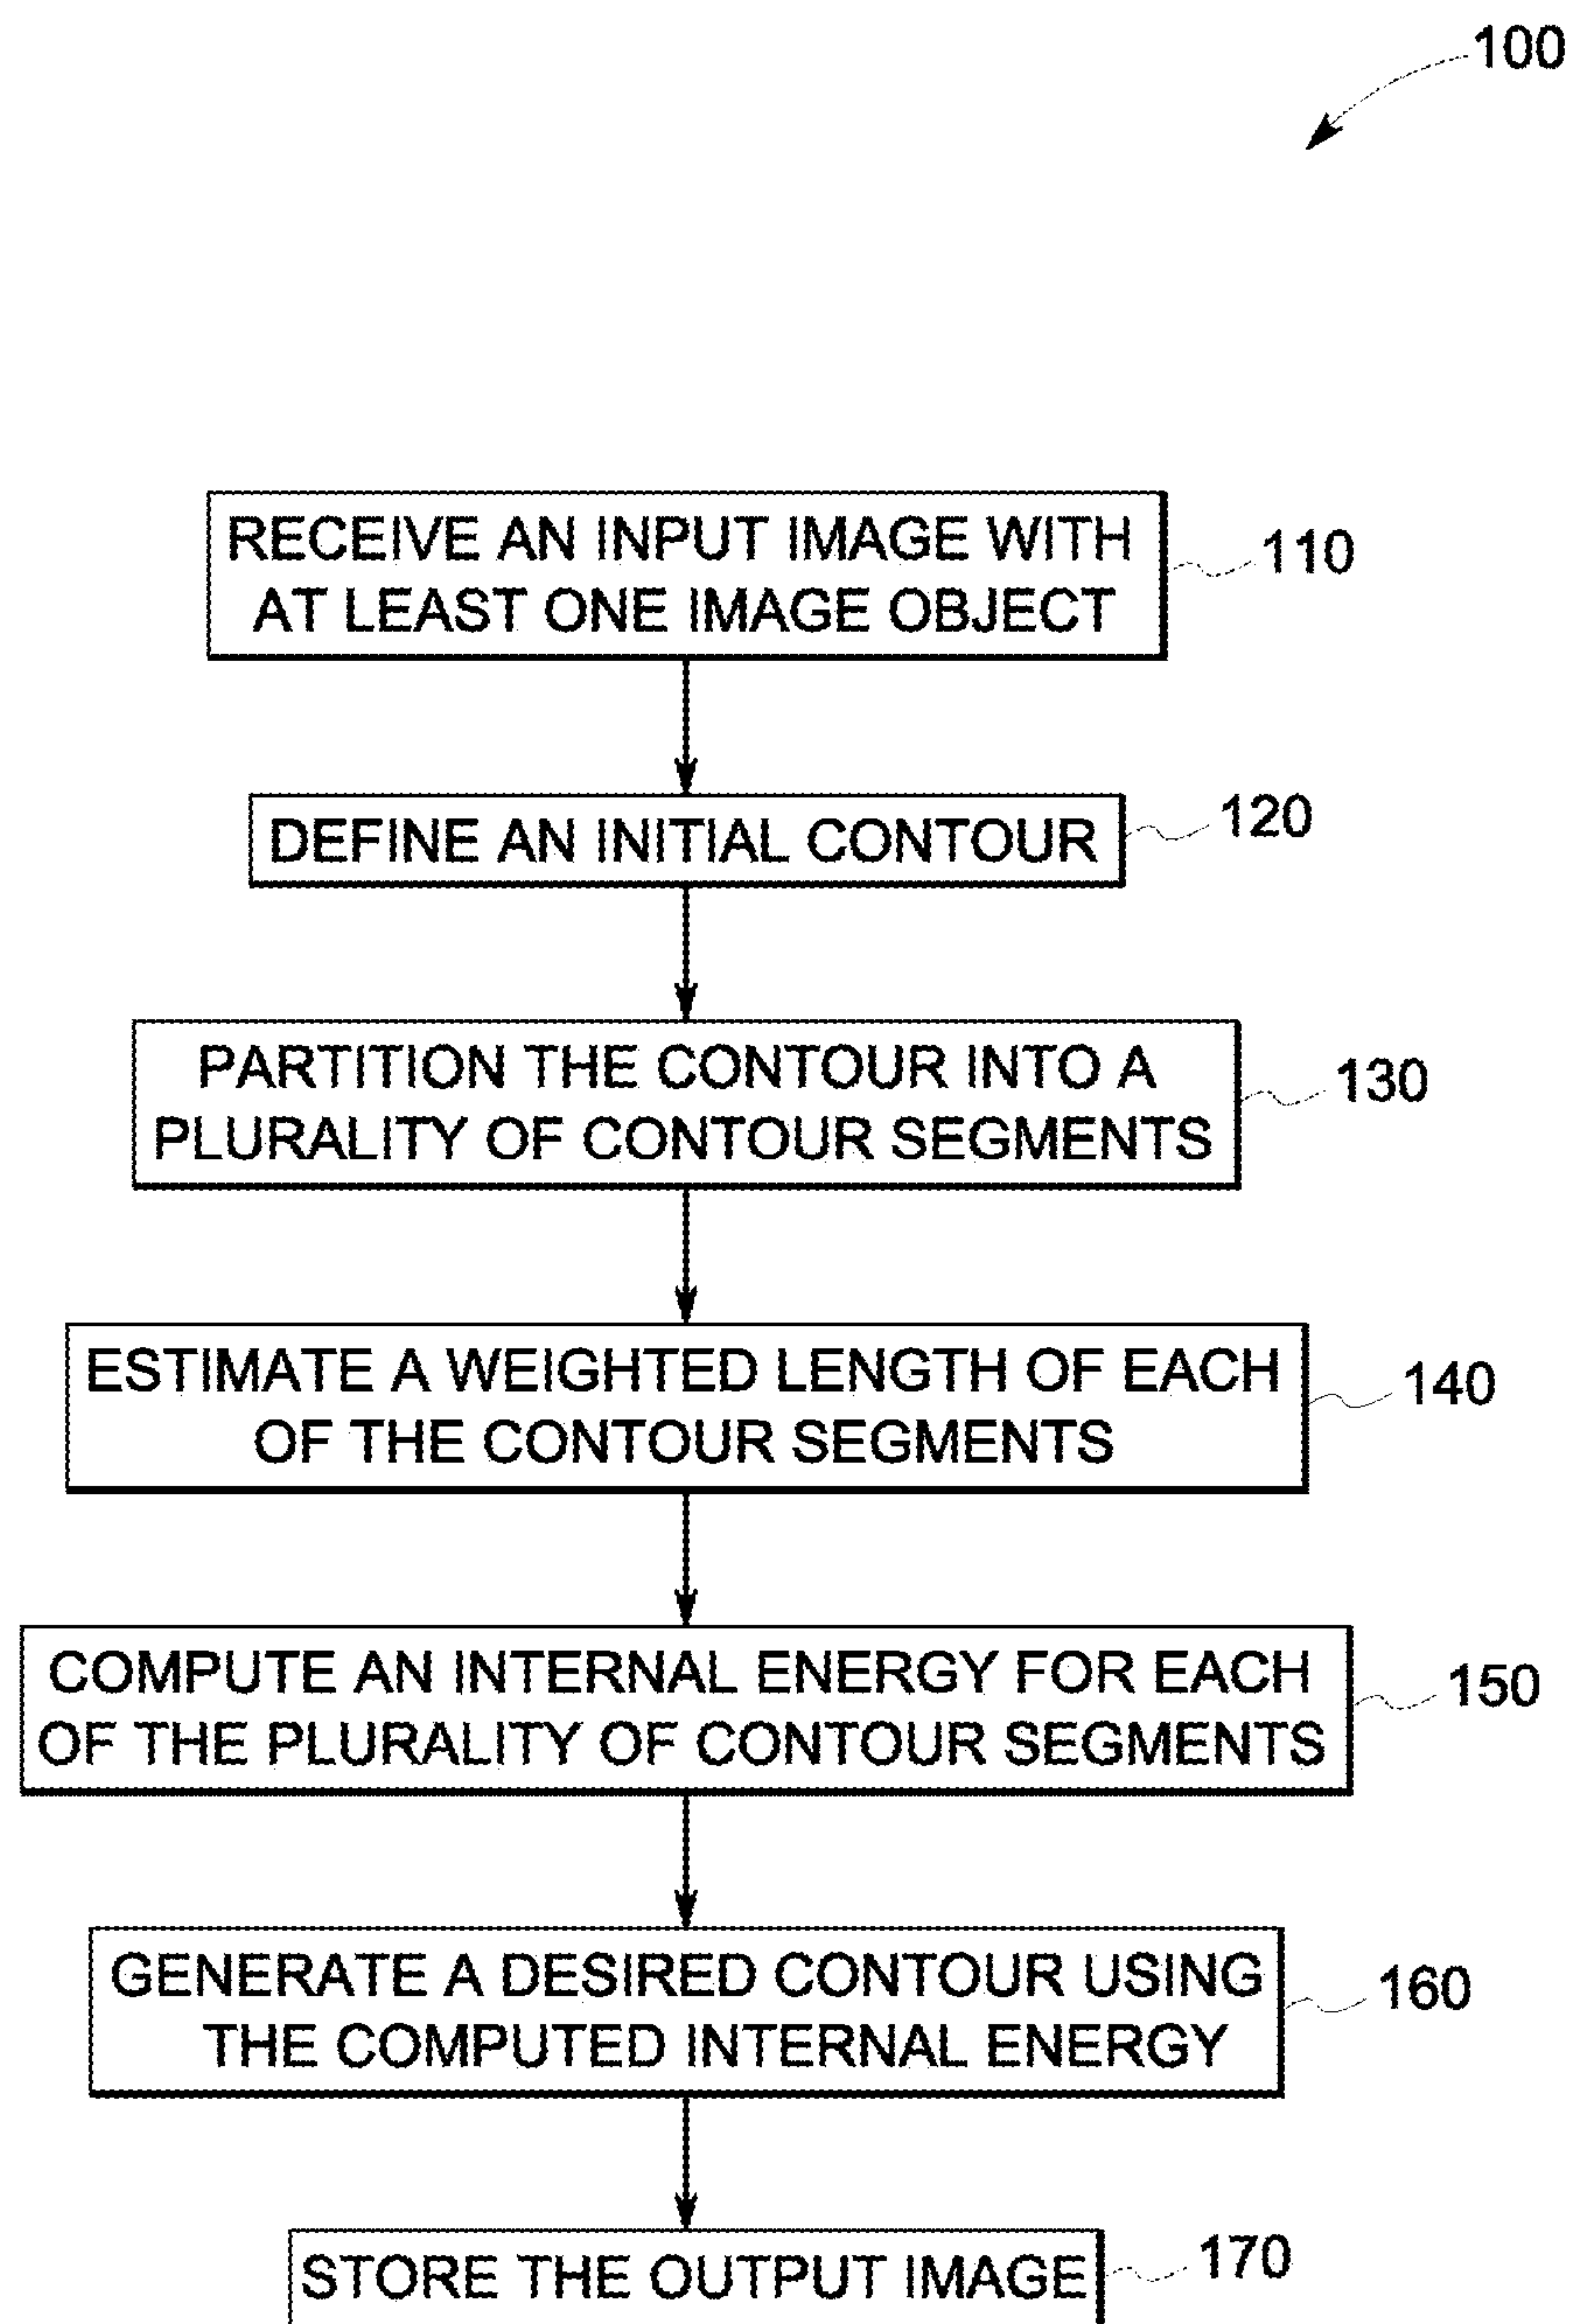 100
RECEIVE AN INPUT IMAGE WITH
AT LEAST ONE IMAGE OBJECT
110
DEFINE AN INITIAL CONTOUR
120
PARTITION THE CONTOUR INTO A
PLURALITY OF CONTOUR SEGMENTS
130
ESTIMATE A WEIGHTED LENGTH OF EACH
OF THE CONTOUR SEGMENTS
140
COMPUTE AN INTERNAL ENERGY FOR EACH
OF THE PLURALITY OF CONTOUR SEGMENTS
150
GENERATE A DESIRED CONTOUR USING
THE COMPUTED INTERNAL ENERGY
160
STORE THE OUTPUT IMAGE
170